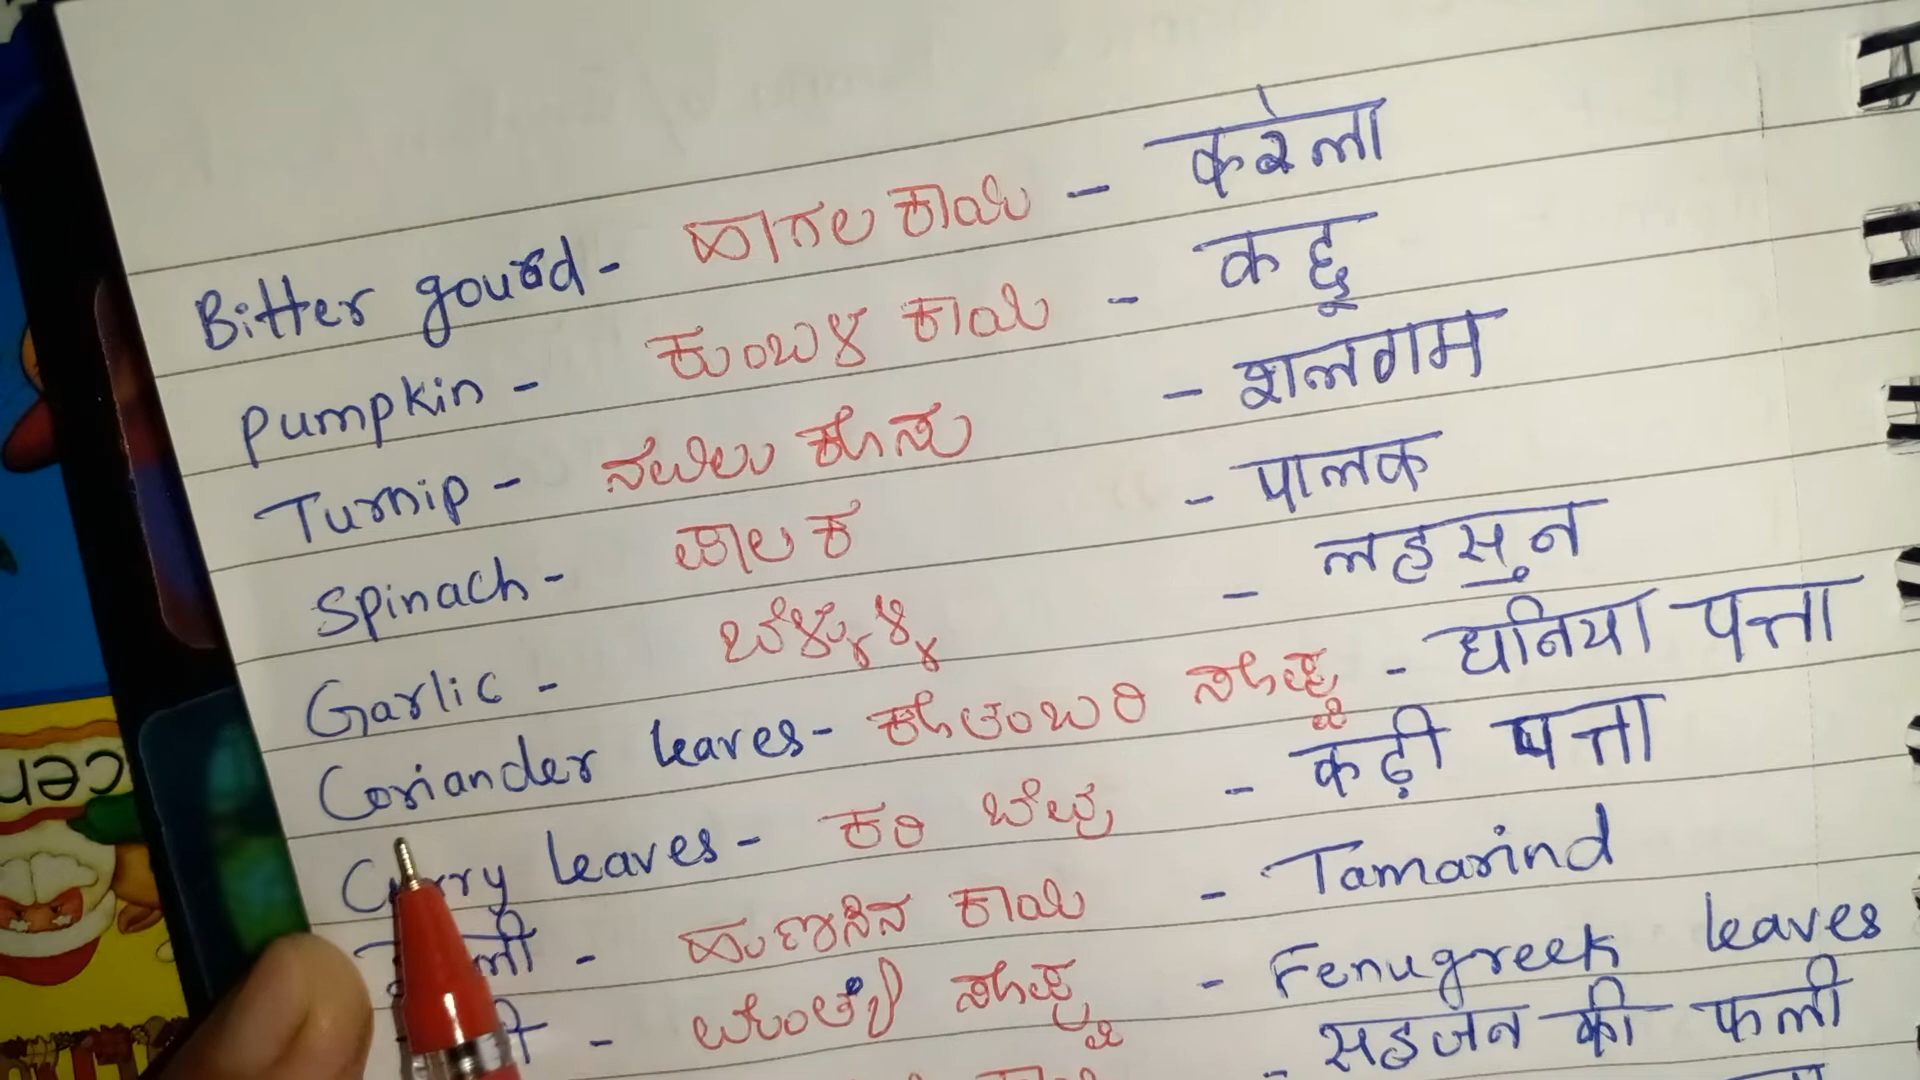 Bitter gourd - ಹಾಗಲ ಕಾಯಿ - करेला
Pumpkin - ಕುಂಬಳ ಕಾಯಿ - कद्दू
Turnip - ನವಿಲು ಕೋಸು - शलगम
Spinach - ಪಾಲಕ - पालक
Garlic - ಬೆಳ್ಳುಳ್ಳಿ - लहसुन
Coriander leaves - ಕೊತಂಬರಿ ಸೊಪ್ಪು - धनिया पत्ता
Curry leaves - ಕರಿ ಬೇವು - कढ़ी पत्ता
- ಹುಣಸಿನ ಕಾಯಿ - Tamarind
- ಮೆಂತ್ಯೆ ಸೊಪ್ಪು - Fenugreek leaves
- सहजन की फली